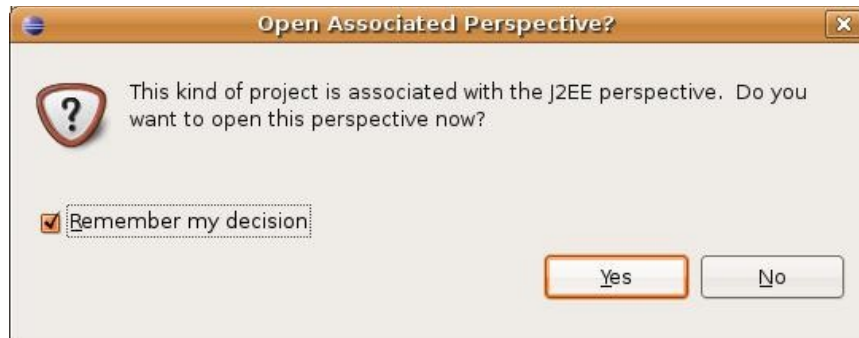 Open Associated Perspective?
This kind of project is associated with the J2EE perspective.  Do you
want to open this perspective now?
Remember my decision
Yes
No